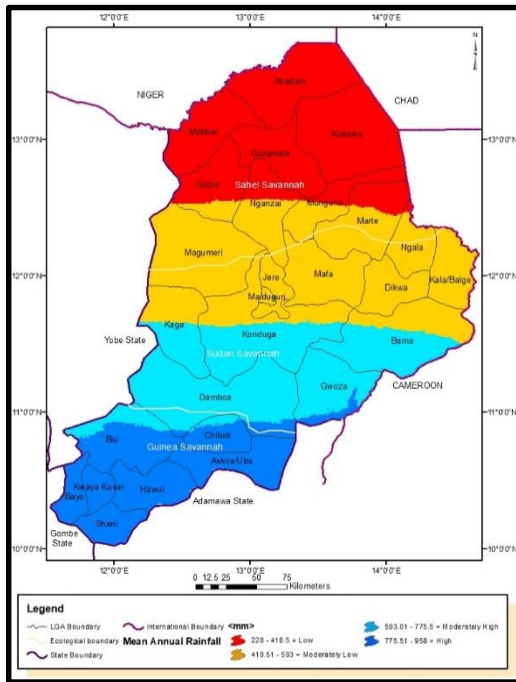 12°0'0"E 13°0'0"E 14°0'0"E
N
NIGER
CHAD
Abadam
13°0'0"N 13°0'0"N
Mobbar
Kukawa
Guzamala
Gubio
Sahel Savannah
Nganzai
Monguno
Marte
Magumeri
Ngala
12°0'0"N 12°0'0"N
Jere
Mafa
Kala/Balge
Dikwa
Maiduguri
Kaga
Konduga
Yobe State
Bama
Sudan Savannah
Gwoza
CAMEROON
Damboa
11°0'0"N 11°0'0"N
Biu
Chibok
Guinea Savannah
Askira/Uba
Kwaya Kusar
Bayo
Hawul
Adamawa State
Shani
Gombe
State
10°0'0"N 10°0'0"N
0 12.5 25 50 75
Kilometers
12°0'0"E 13°0'0"E 14°0'0"E
Legend
LGA Boundary
Ecological boundary
State Boundary
International Boundary <mm>
Mean Annual Rainfall
228 - 410.5 = Low
410.51 - 593 = Moderately Low
593.01 - 775.5 = Moderately High
775.51 - 958 = High